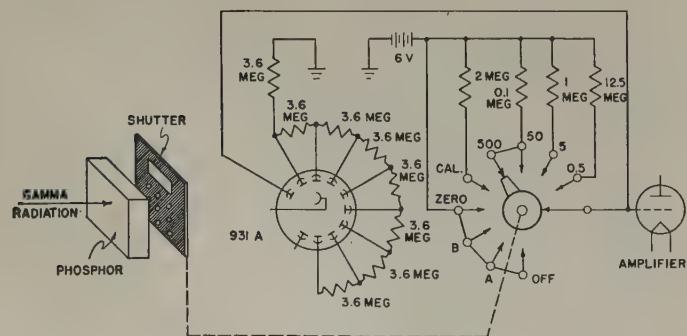 GAMMA
RADIATION
PHOSPHOR
SHUTTER
931 A
3.6
MEG
3.6
MEG
3.6 MEG
3.6
MEG
3.6
MEG
3.6
MEG
3.6 MEG
6 V
2 MEG
0.1
MEG
1
MEG
12.5
MEG
500
50
5
0.5
CAL.
ZERO
B
A
OFF
AMPLIFIER